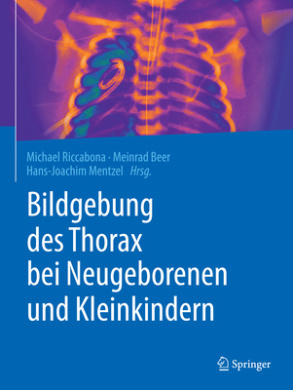 Michael Riccabona · Meinrad Beer
Hans-Joachim Mentzel Hrsg.
Bildgebung
des Thorax
bei Neugeborenen
und Kleinkindern
Springer